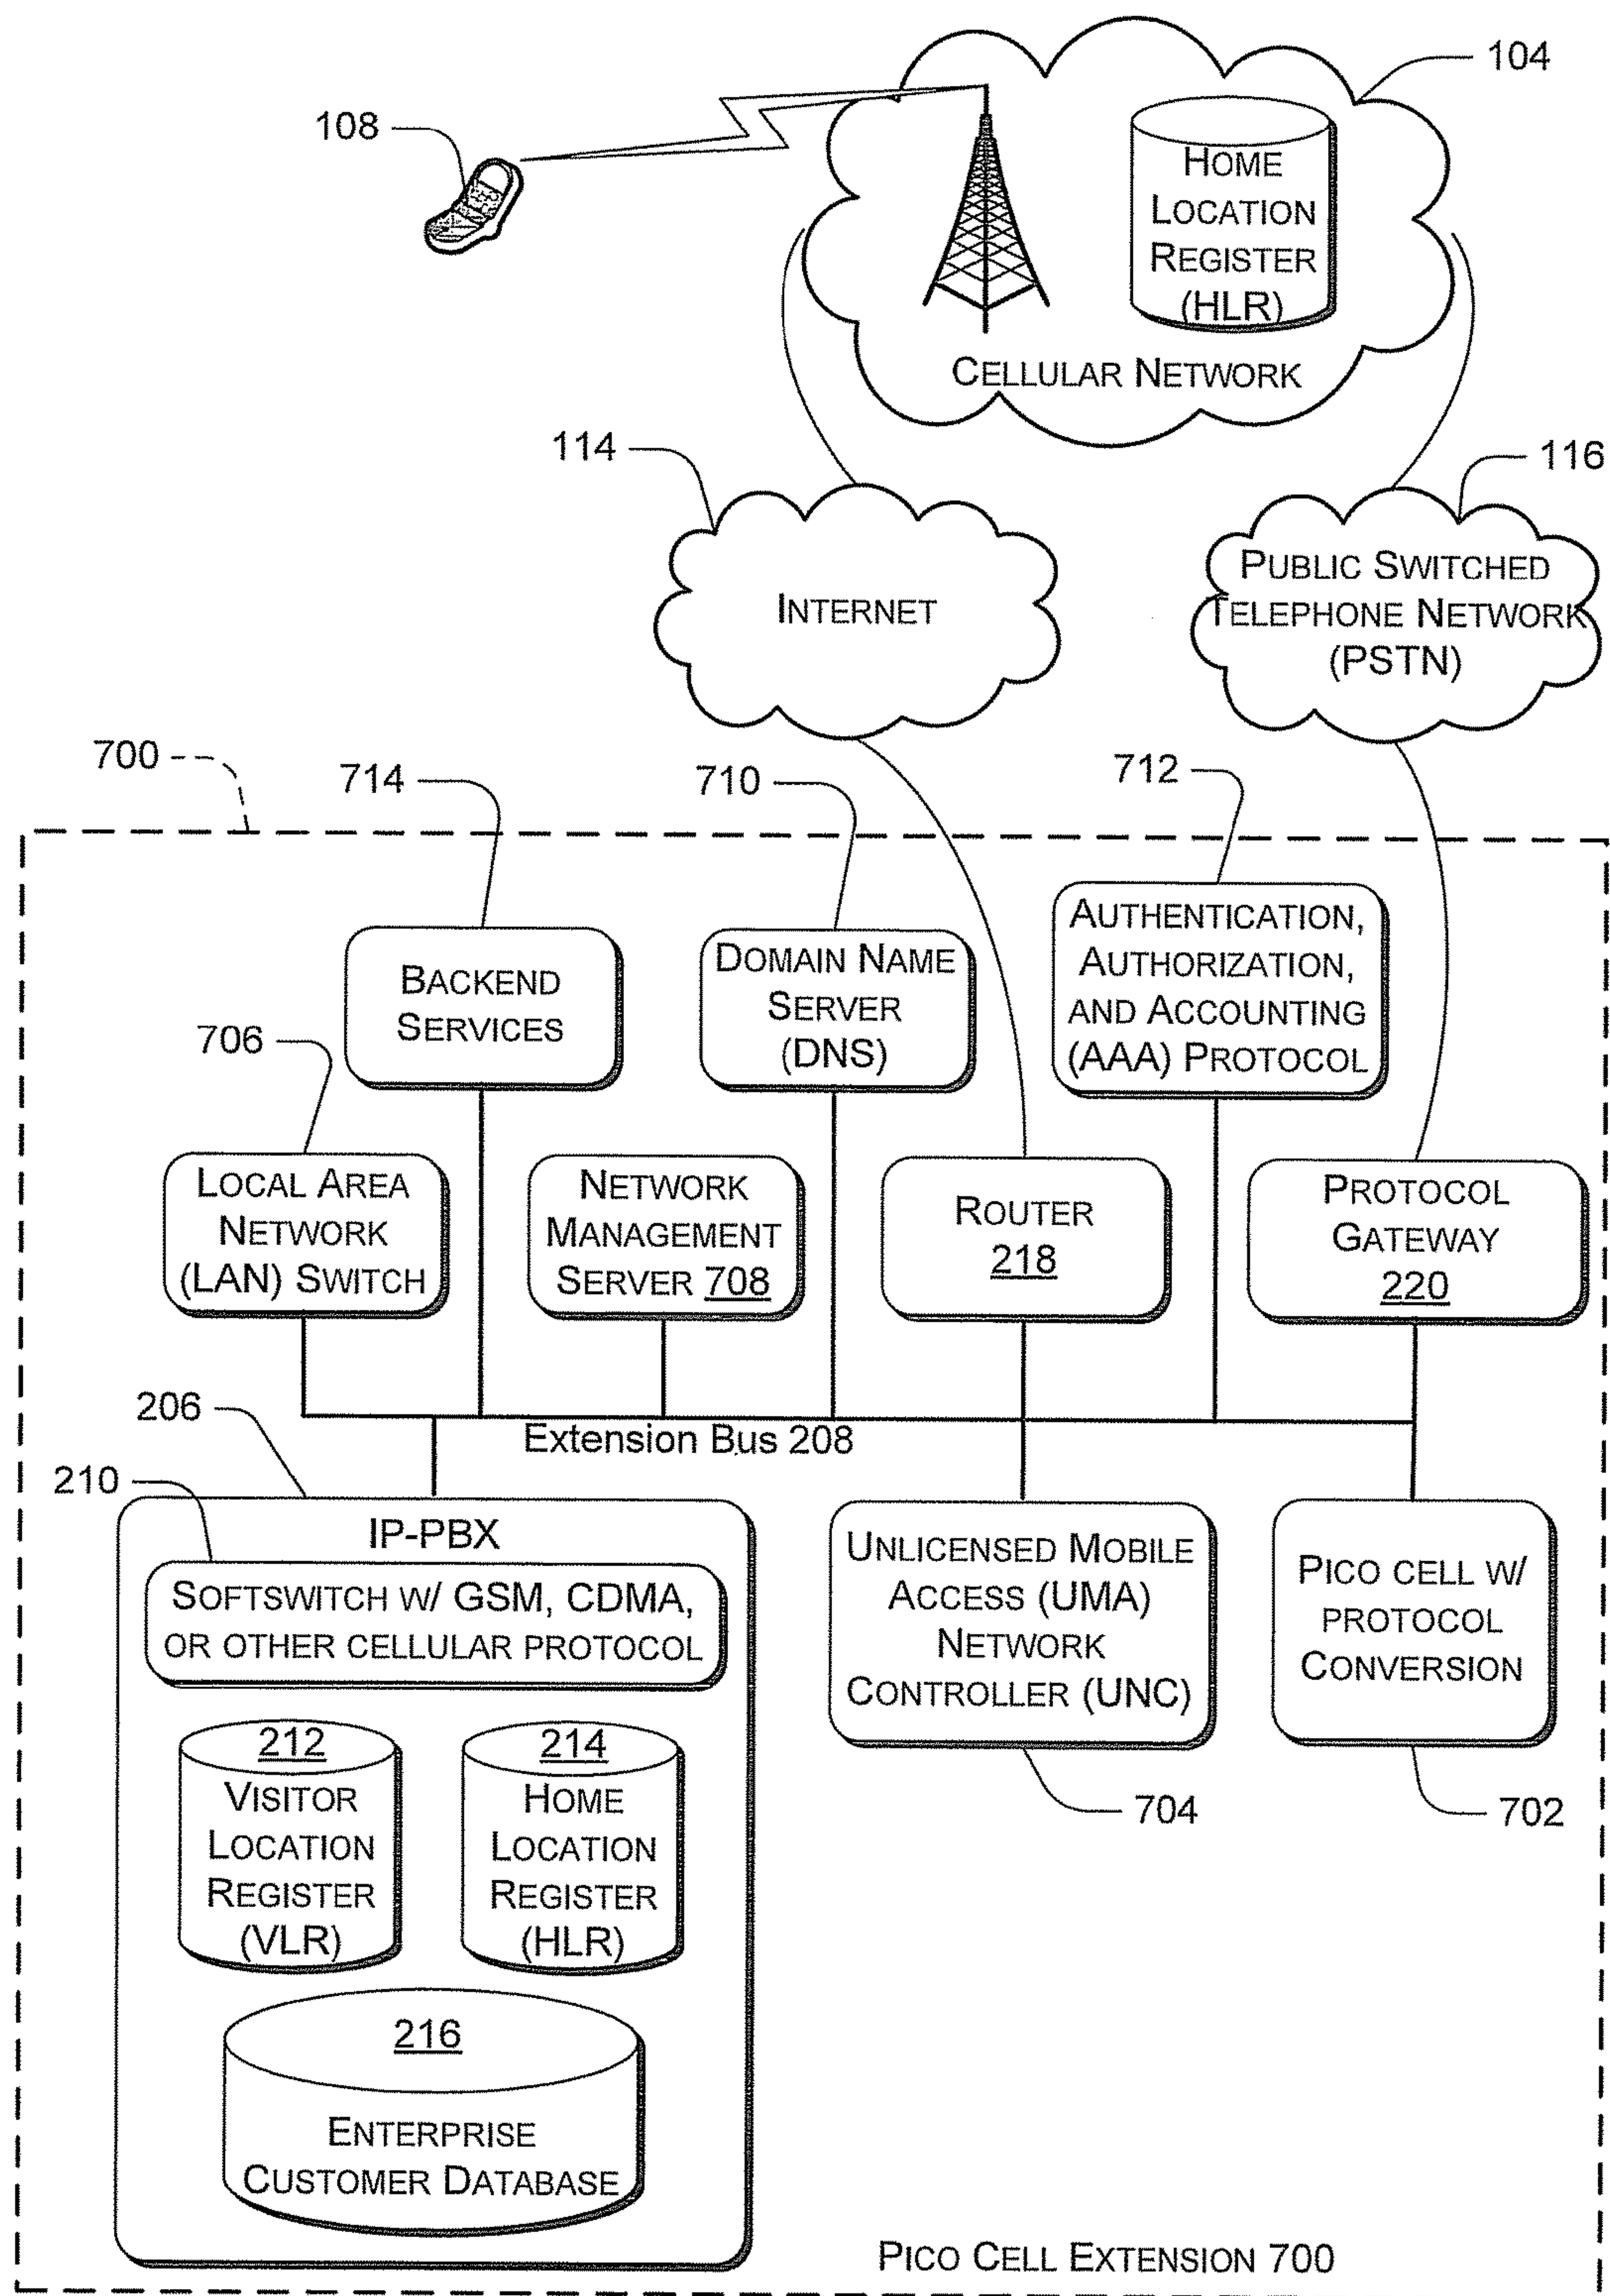 104
108
HOME
LOCATION
REGISTER
(HLR)
CELLULAR NETWORK
114
116
INTERNET
PUBLIC SWITCHED
TELEPHONE NETWORK
(PSTN)
700
714
710
712
BACKEND
SERVICES
DOMAIN NAME
SERVER
(DNS)
AUTHENTICATION,
AUTHORIZATION,
AND ACCOUNTING
(AAA) PROTOCOL
706
LOCAL AREA
NETWORK
(LAN) SWITCH
NETWORK
MANAGEMENT
SERVER 708
ROUTER
218
PROTOCOL
GATEWAY
220
206
Extension Bus 208
210
IP-PBX
SOFTSWITCH W/ GSM, CDMA,
OR OTHER CELLULAR PROTOCOL
212
VISITOR
LOCATION
REGISTER
(VLR)
214
HOME
LOCATION
REGISTER
(HLR)
216
ENTERPRISE
CUSTOMER DATABASE
UNLICENSED MOBILE
ACCESS (UMA)
NETWORK
CONTROLLER (UNC)
704
PICO CELL W/
PROTOCOL
CONVERSION
702
PICO CELL EXTENSION 700